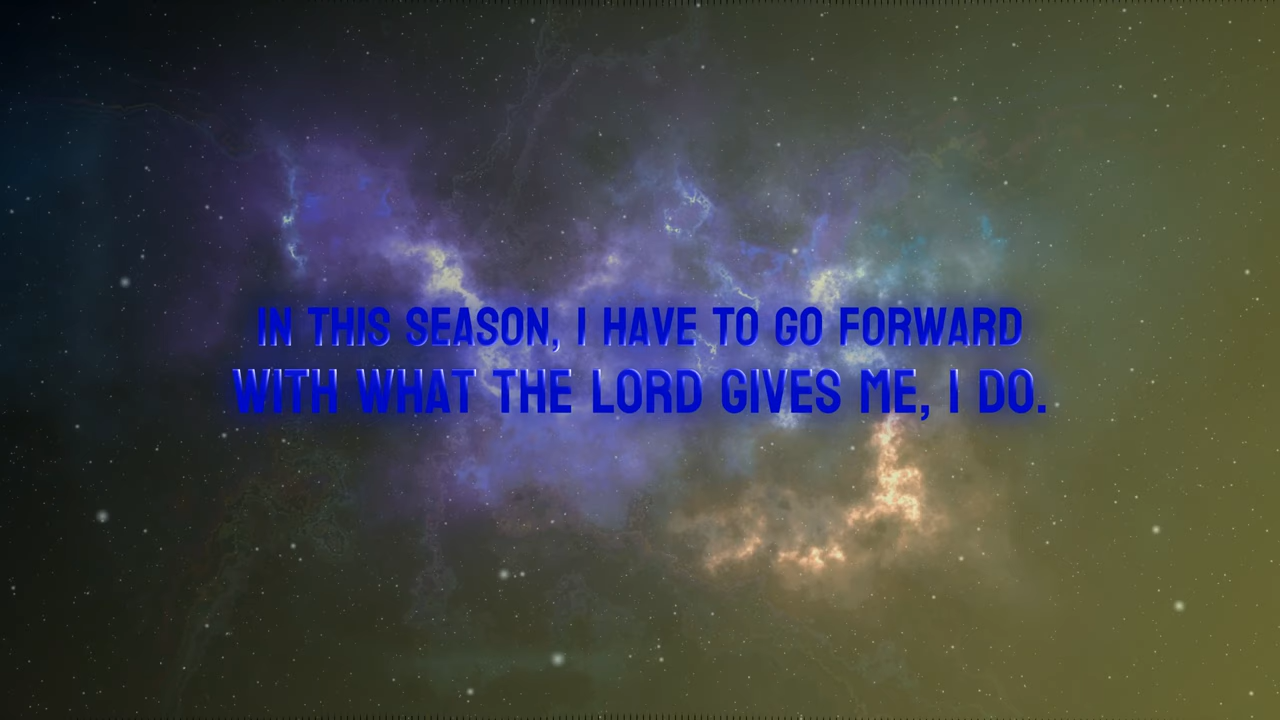 IN THIS SEASON, I HAVE TO GO FORWARD
WITH WHAT THE LORD GIVES ME, I DO.